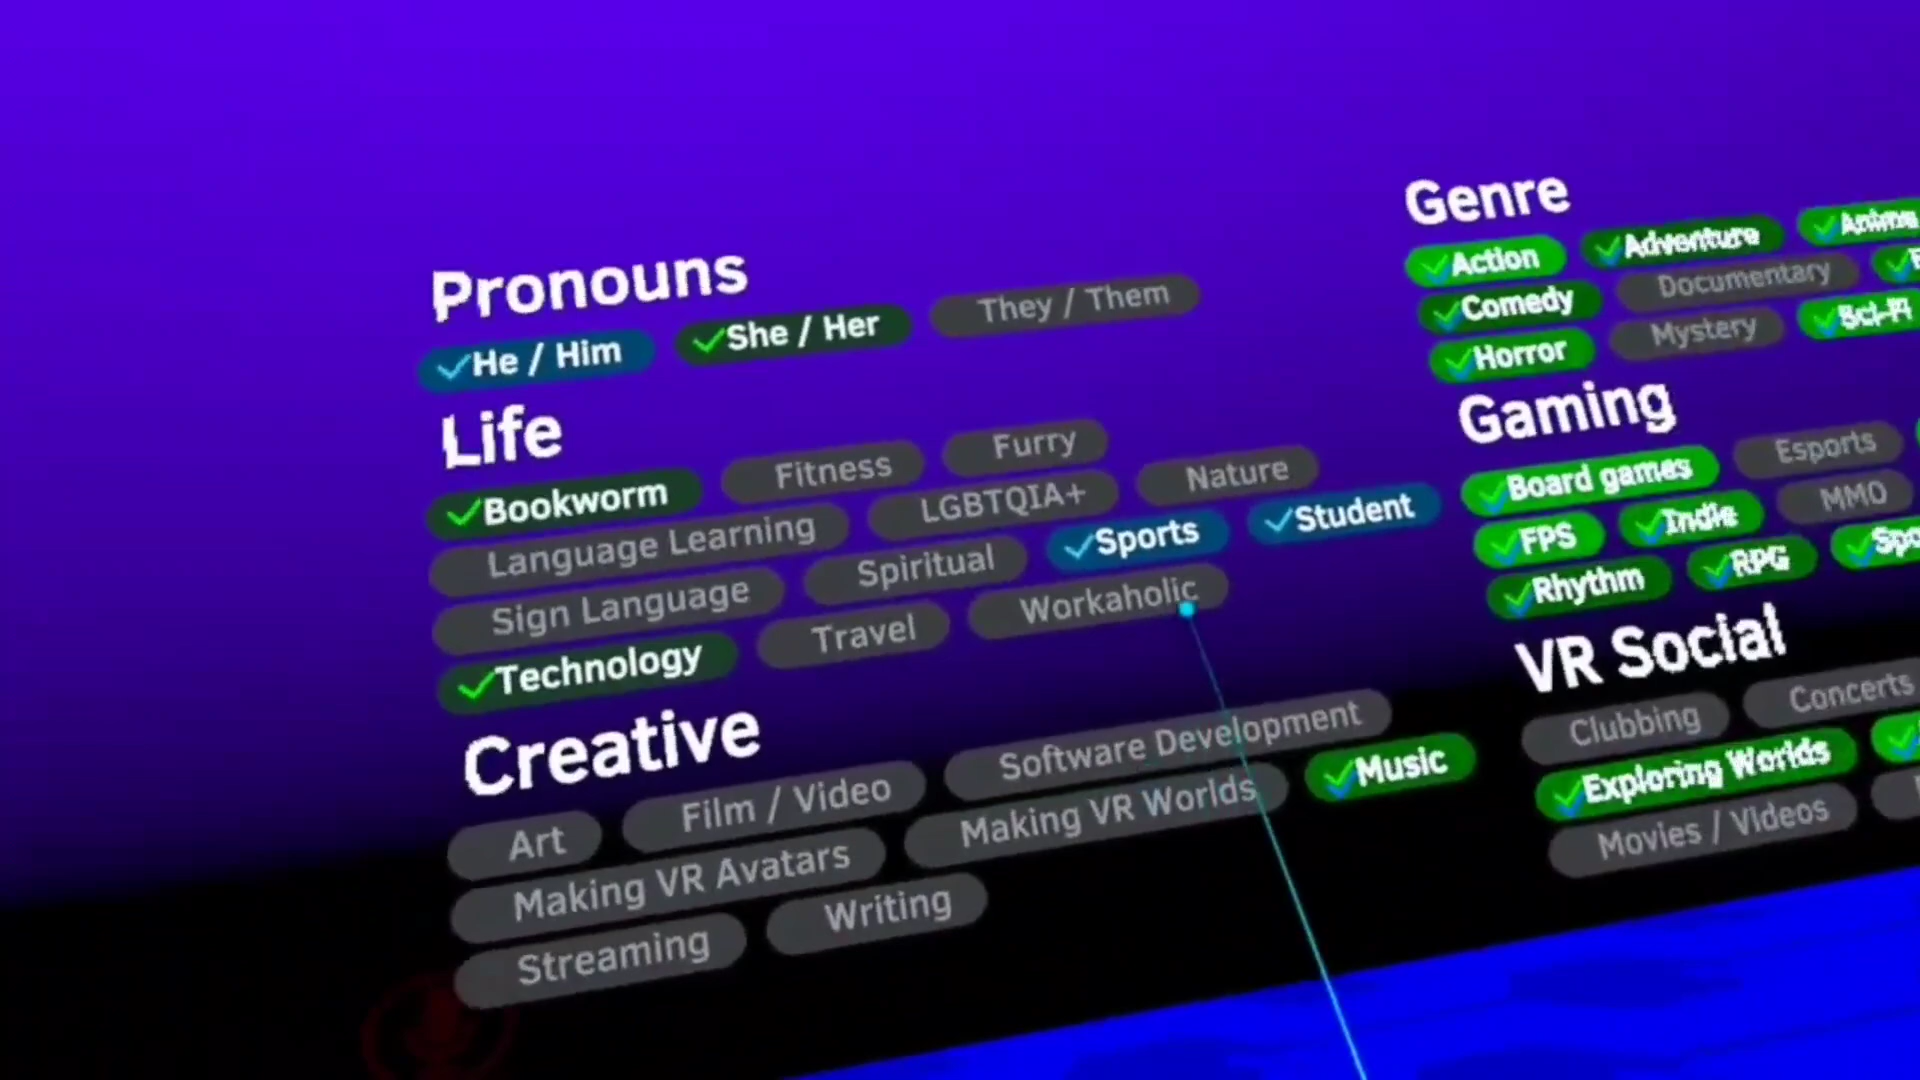 Pronouns
He / Him She / Her They / Them
Life
Bookworm Fitness Furry
Language Learning LGBTQIA+ Nature
Sign Language Spiritual Sports Student
Technology Travel Workaholic
Creative
Art Film / Video Software Development
Making VR Avatars Making VR Worlds Music
Streaming Writing
Genre
Action Adventure Anime
Comedy Documentary
Horror Mystery Sci-Fi
Gaming
Board games Esports
FPS Indie MMO
Rhythm RPG Spo
VR Social
Clubbing Concerts
Exploring Worlds
Movies / Videos